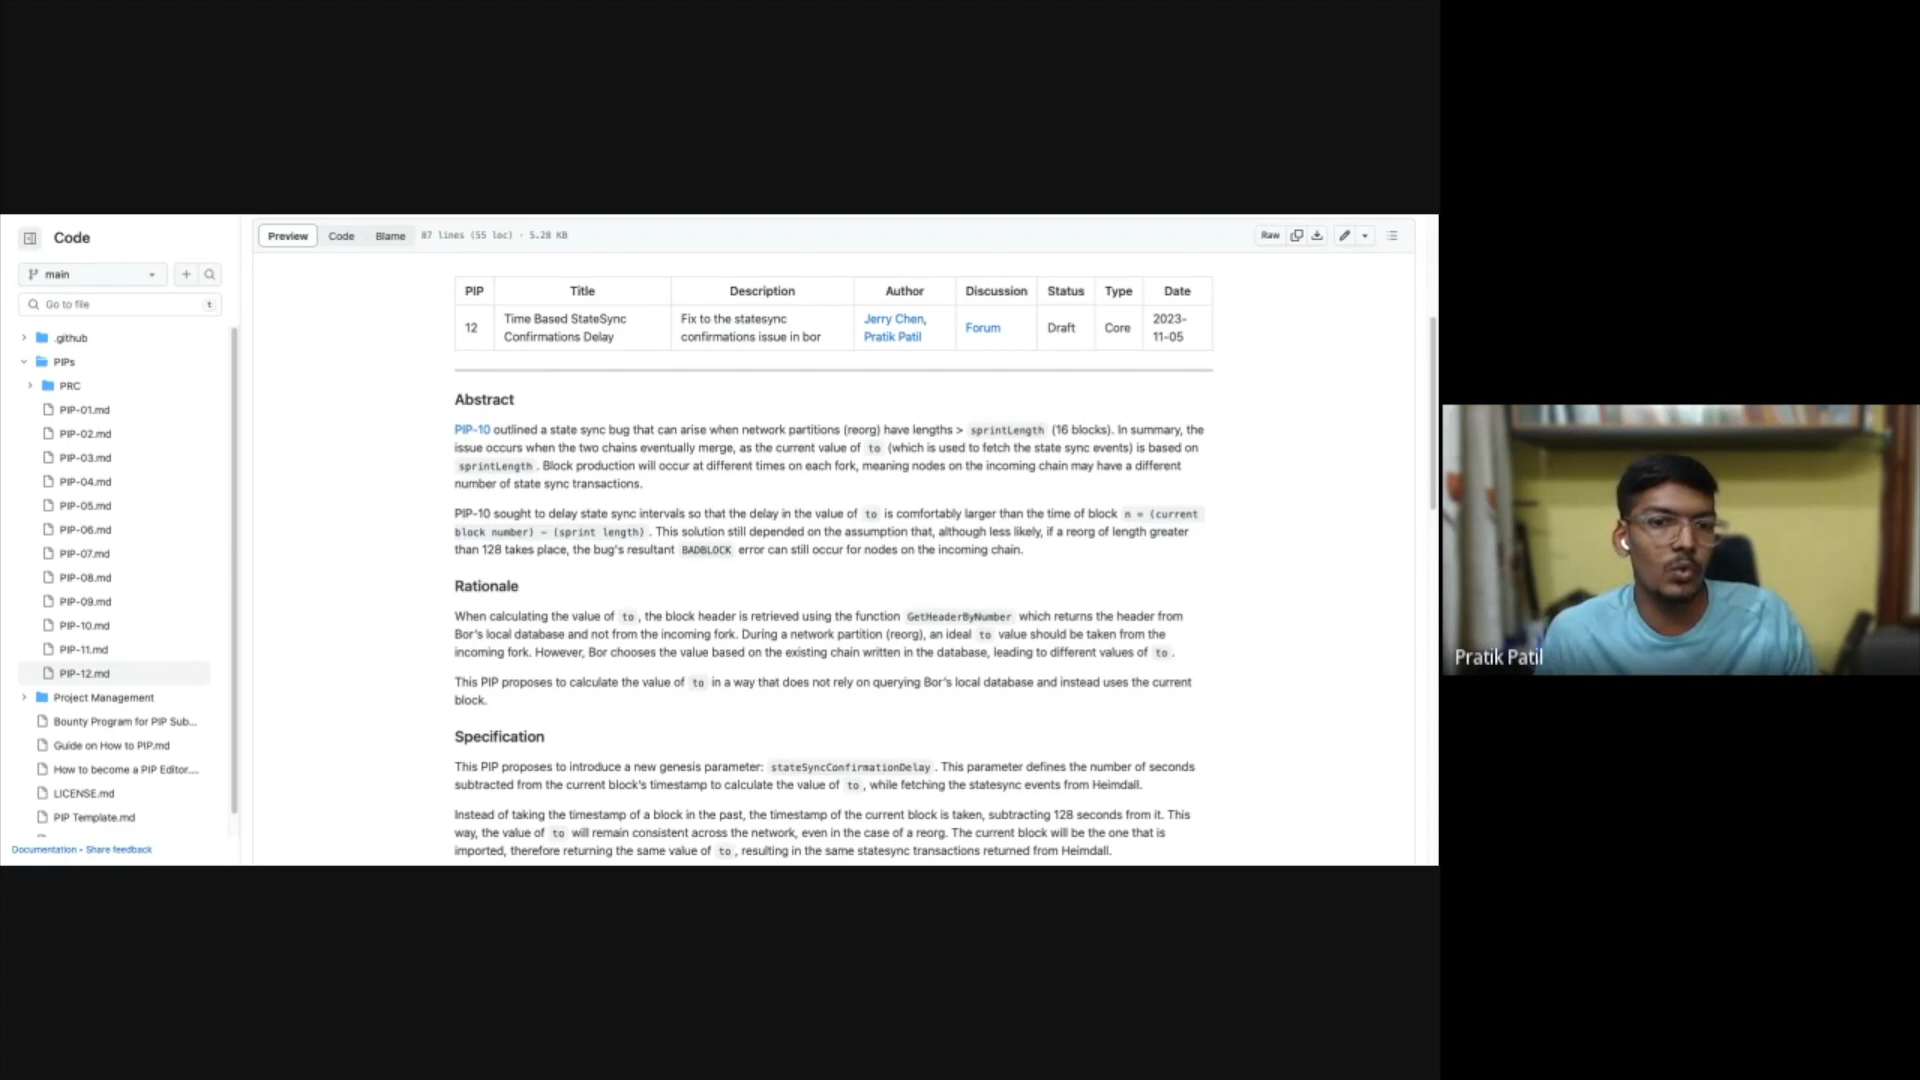 Code
main
Go to file
t
.github
PIPs
PRC
PIP-01.md
PIP-02.md
PIP-03.md
PIP-04.md
PIP-05.md
PIP-06.md
PIP-07.md
PIP-08.md
PIP-09.md
PIP-10.md
PIP-11.md
PIP-12.md
Project Management
Bounty Program for PIP Sub...
Guide on How to PIP.md
How to become a PIP Editor....
LICENSE.md
PIP Template.md
Documentation • Share feedback
Preview Code Blame 87 lines (55 loc) · 5.28 KB Raw
PIP Title Description Author Discussion Status Type Date
12 Time Based StateSync Confirmations Delay Fix to the statesync confirmations issue in bor Jerry Chen, Pratik Patil Forum Draft Core 2023-11-05
Abstract
PIP-10 outlined a state sync bug that can arise when network partitions (reorg) have lengths > sprintLength (16 blocks). In summary, the
issue occurs when the two chains eventually merge, as the current value of to (which is used to fetch the state sync events) is based on
sprintLength . Block production will occur at different times on each fork, meaning nodes on the incoming chain may have a different
number of state sync transactions.
PIP-10 sought to delay state sync intervals so that the delay in the value of to is comfortably larger than the time of block n = (current
block number) − (sprint length) . This solution still depended on the assumption that, although less likely, if a reorg of length greater
than 128 takes place, the bug's resultant BADBLOCK error can still occur for nodes on the incoming chain.
Rationale
When calculating the value of to , the block header is retrieved using the function GetHeaderByNumber which returns the header from
Bor's local database and not from the incoming fork. During a network partition (reorg), an ideal to value should be taken from the
incoming fork. However, Bor chooses the value based on the existing chain written in the database, leading to different values of to .
This PIP proposes to calculate the value of to in a way that does not rely on querying Bor's local database and instead uses the current
block.
Specification
This PIP proposes to introduce a new genesis parameter: stateSyncConfirmationDelay . This parameter defines the number of seconds
subtracted from the current block's timestamp to calculate the value of to , while fetching the statesync events from Heimdall.
Instead of taking the timestamp of a block in the past, the timestamp of the current block is taken, subtracting 128 seconds from it. This
way, the value of to will remain consistent across the network, even in the case of a reorg. The current block will be the one that is
imported, therefore returning the same value of to , resulting in the same statesync transactions returned from Heimdall.
Pratik Patil